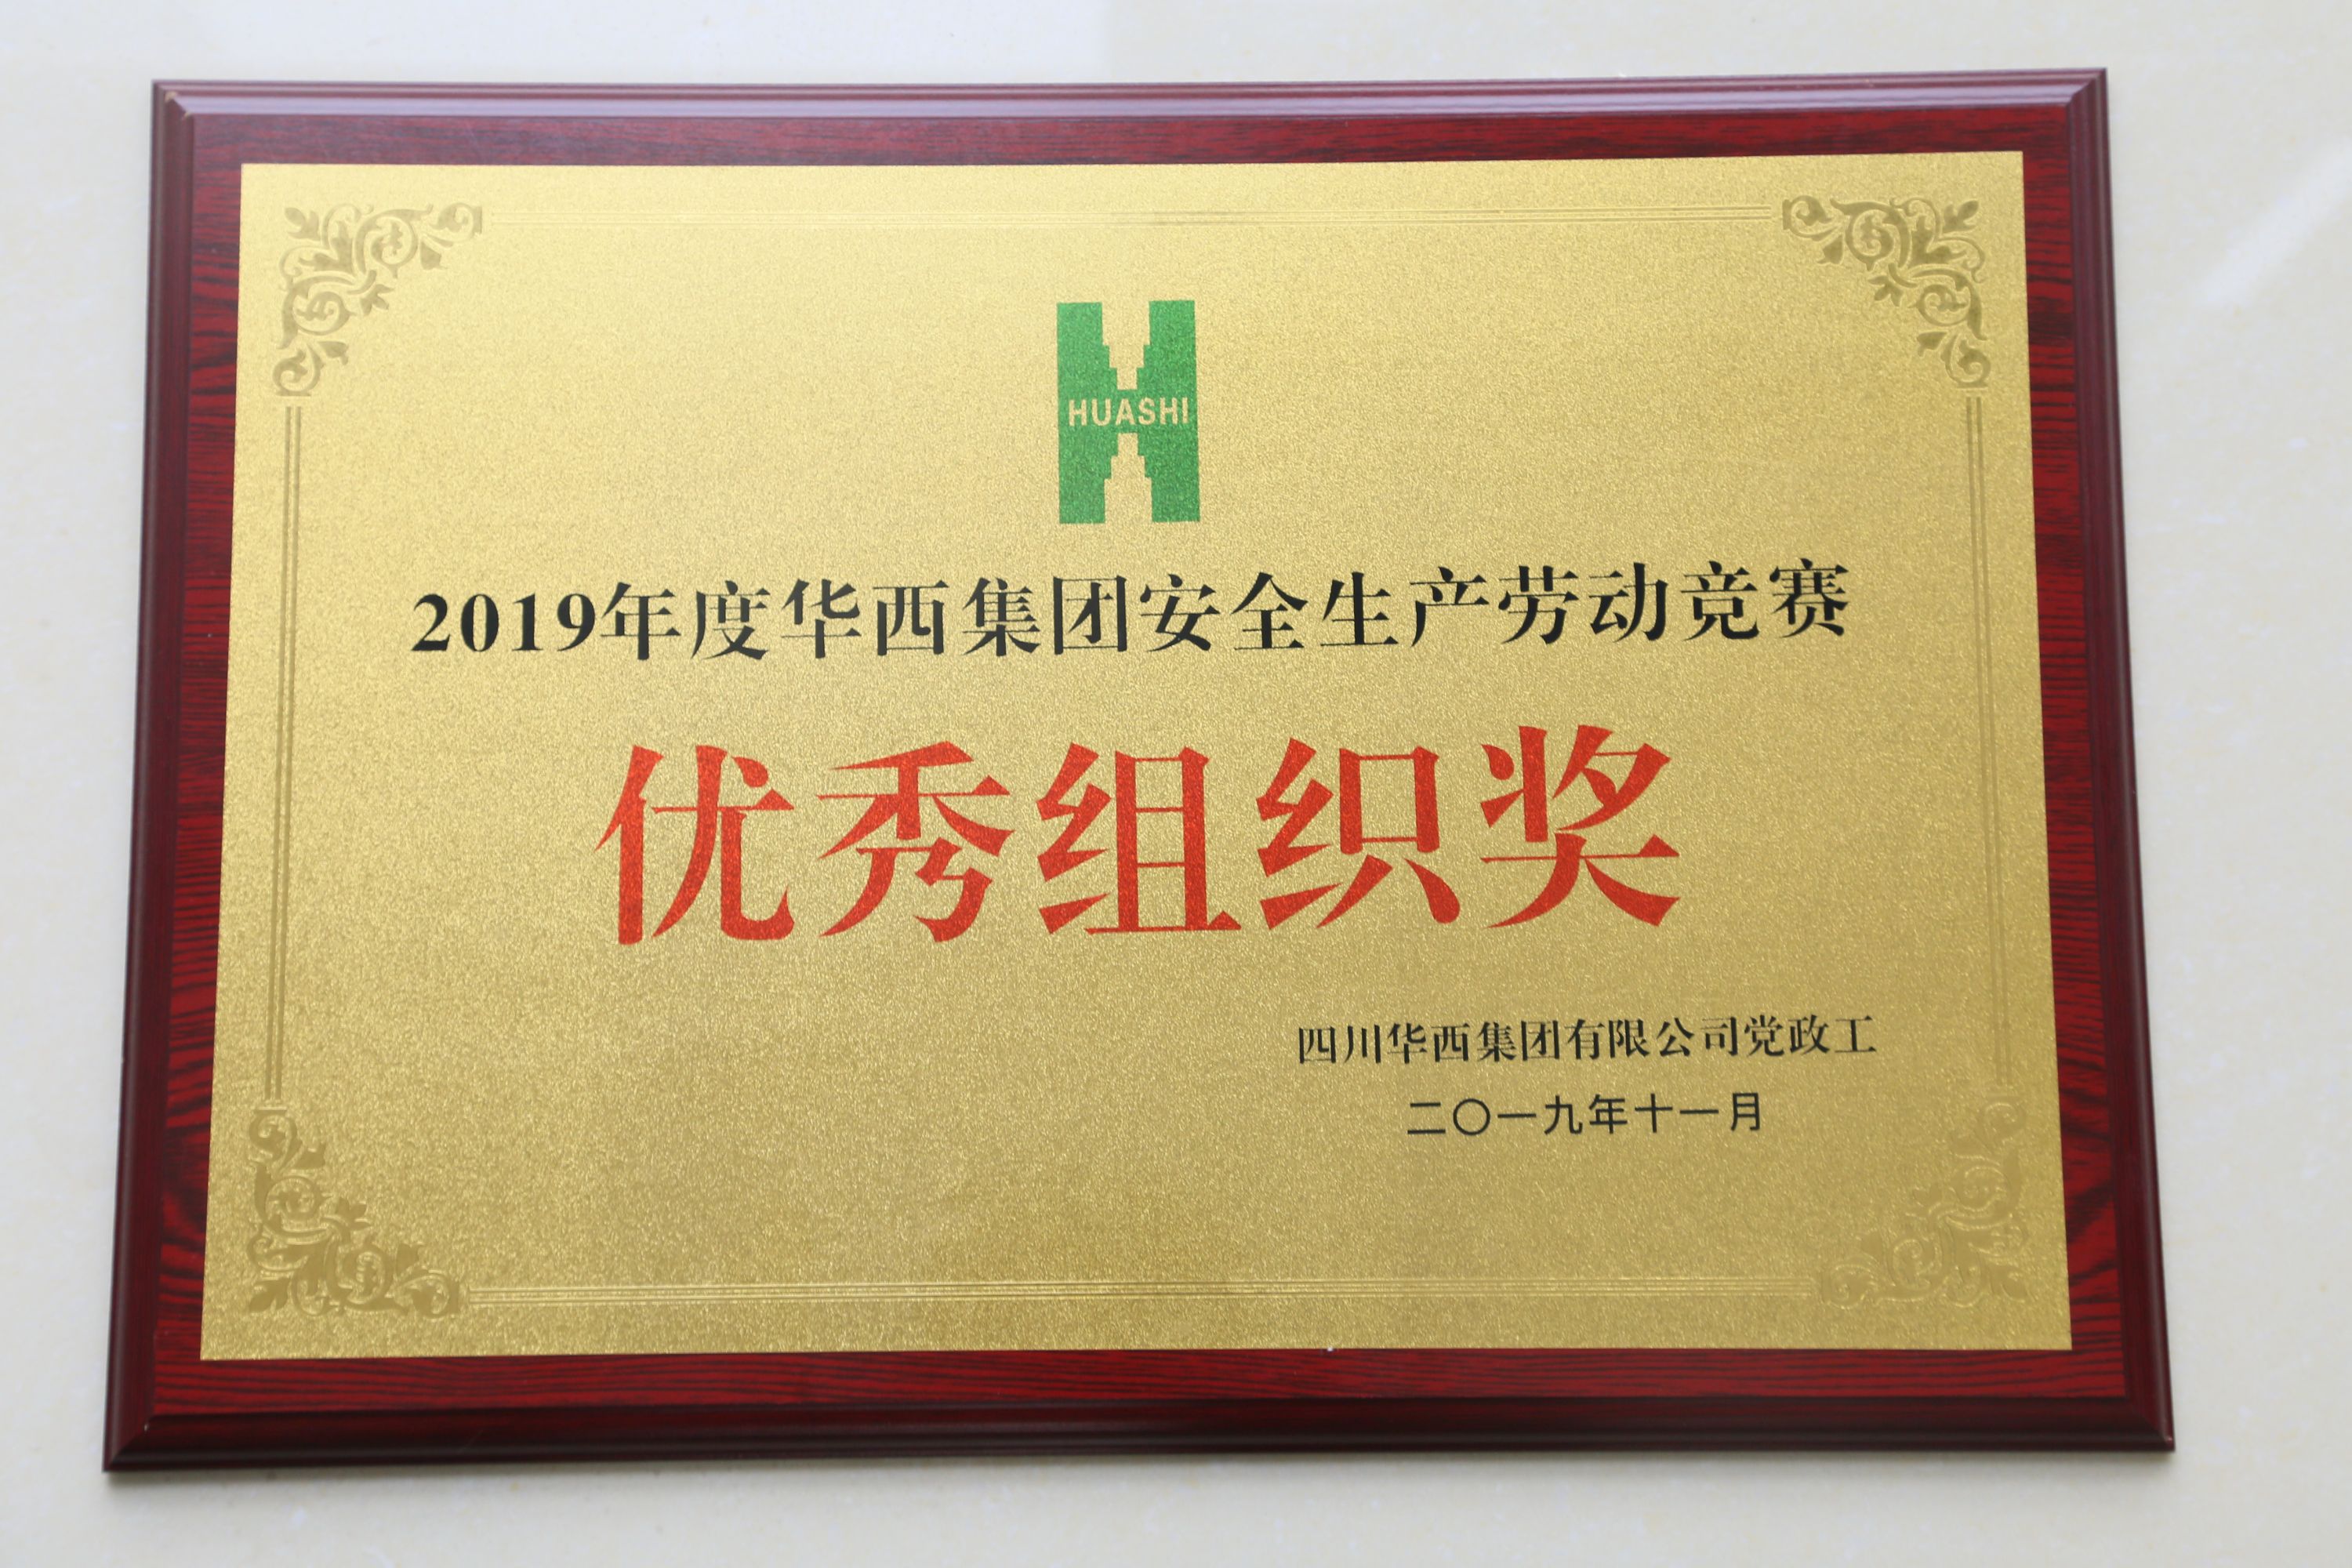 HUASHI
2019年度华西集团安全生产劳动竞赛
优秀组织奖
四川华西集团有限公司党政工
二〇一九年十一月